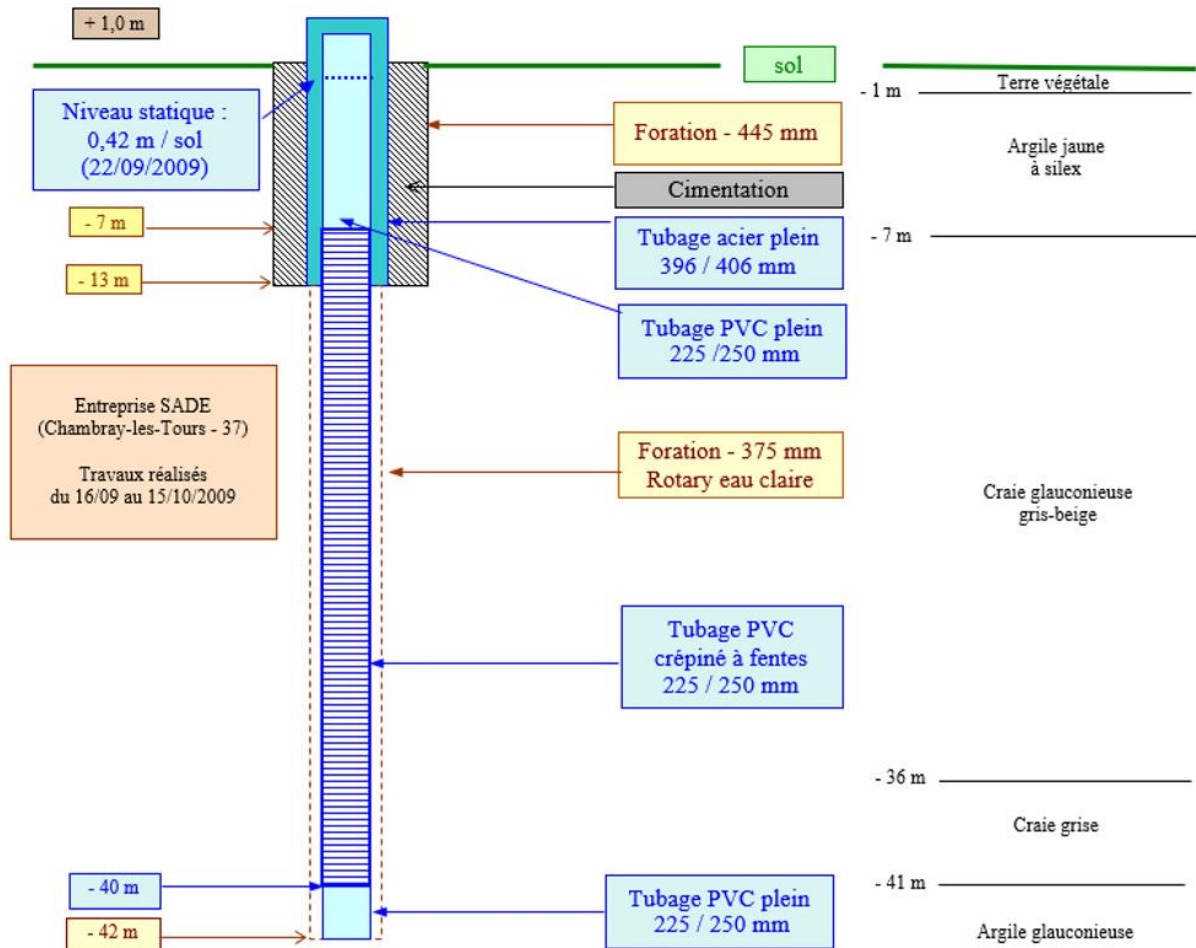 + 1,0 m
sol
Niveau statique :
0,42 m / sol
(22/09/2009)
- 7 m
- 13 m
Entreprise SADE
(Chambray-les-Tours - 37)
Travaux réalisés
du 16/09 au 15/10/2009
- 40 m
- 42 m
Foration - 445 mm
Cimentation
Tubage acier plein
396 / 406 mm
Tubage PVC plein
225 /250 mm
Foration - 375 mm
Rotary eau claire
Tubage PVC
crépiné à fentes
225 / 250 mm
Tubage PVC plein
225 / 250 mm
Terre végétale
- 1 m
Argile jaune
à silex
- 7 m
Craie glauconieuse
gris-beige
- 36 m
Craie grise
- 41 m
Argile glauconieuse